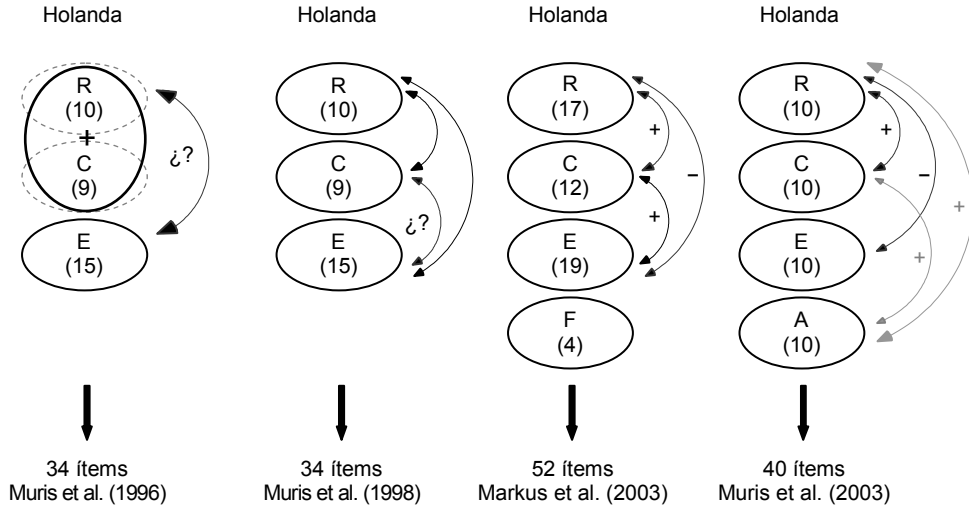 Holanda
R
(10)
+
C
(9)
E
(15)
¿?
34 ítems
Muris et al. (1996)
Holanda
R
(10)
C
(9)
E
(15)
¿?
34 ítems
Muris et al. (1998)
Holanda
R
(17)
C
(12)
E
(19)
F
(4)
+
+
–
52 ítems
Markus et al. (2003)
Holanda
R
(10)
C
(10)
E
(10)
A
(10)
+
–
+
+
40 ítems
Muris et al. (2003)